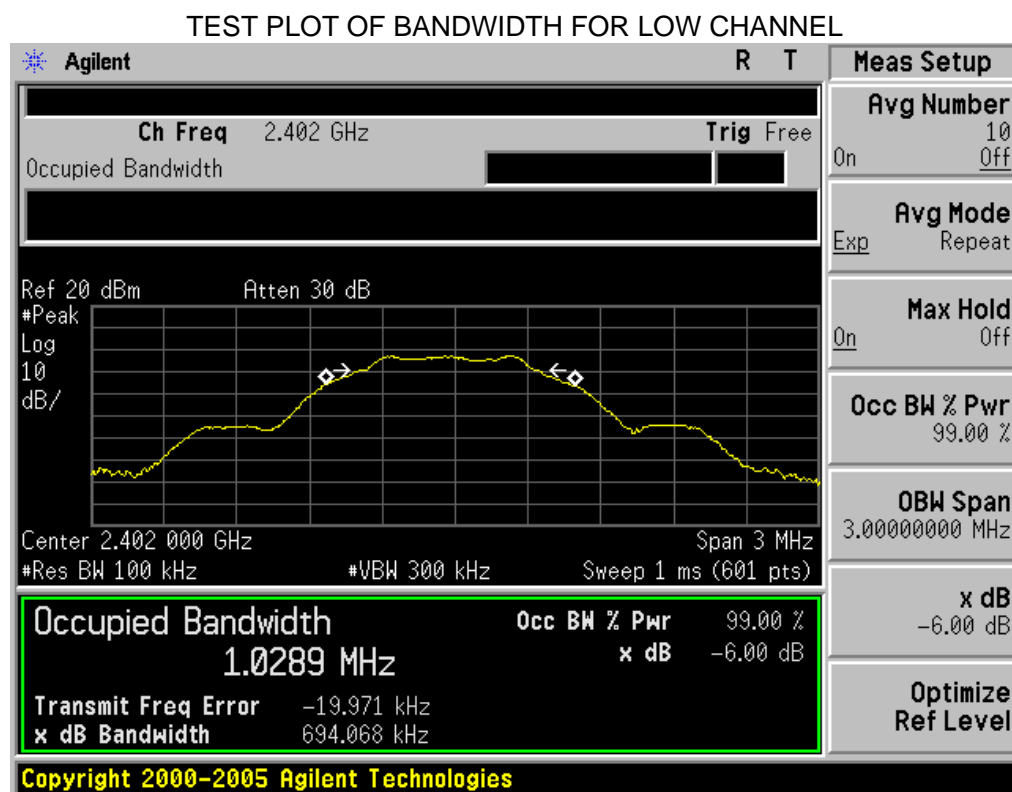 TEST PLOT OF BANDWIDTH FOR LOW CHANNEL
Agilent R T
Ch Freq 2.402 GHz Trig Free
Occupied Bandwidth
Ref 20 dBm Atten 30 dB
#Peak
Log
10
dB/
Center 2.402 000 GHz Span 3 MHz
#Res BW 100 kHz #VBW 300 kHz Sweep 1 ms (601 pts)
Occupied Bandwidth Occ BW % Pwr 99.00 %
1.0289 MHz x dB -6.00 dB
Transmit Freq Error -19.971 kHz
x dB Bandwidth 694.068 kHz
Copyright 2000-2005 Agilent Technologies
Meas Setup
Avg Number
10
On Off
Avg Mode
Exp Repeat
Max Hold
On Off
Occ BW % Pwr
99.00 %
OBW Span
3.00000000 MHz
x dB
-6.00 dB
Optimize
Ref Level